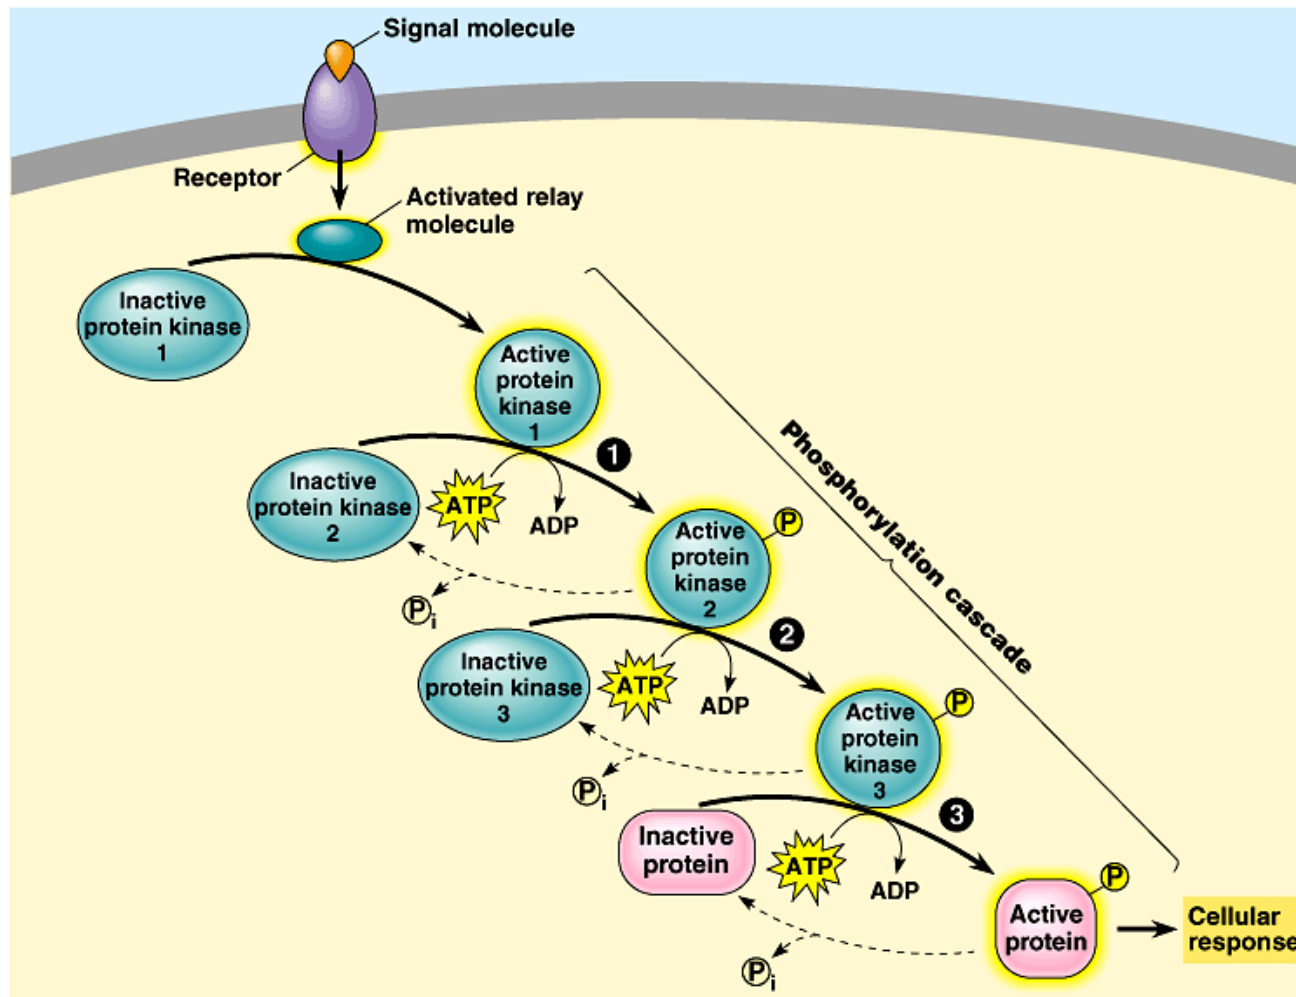 Signal molecule
Receptor
Activated relay
molecule
Inactive
protein kinase
1
Active
protein
kinase
1
1
Inactive
protein kinase
2
ATP
ADP
Active
protein
kinase
2
P
Phosphorylation cascade
Pi
2
Inactive
protein kinase
3
ATP
ADP
Active
protein
kinase
3
P
Pi
3
Inactive
protein
ATP
ADP
Active
protein
P
Cellular
response
Pi